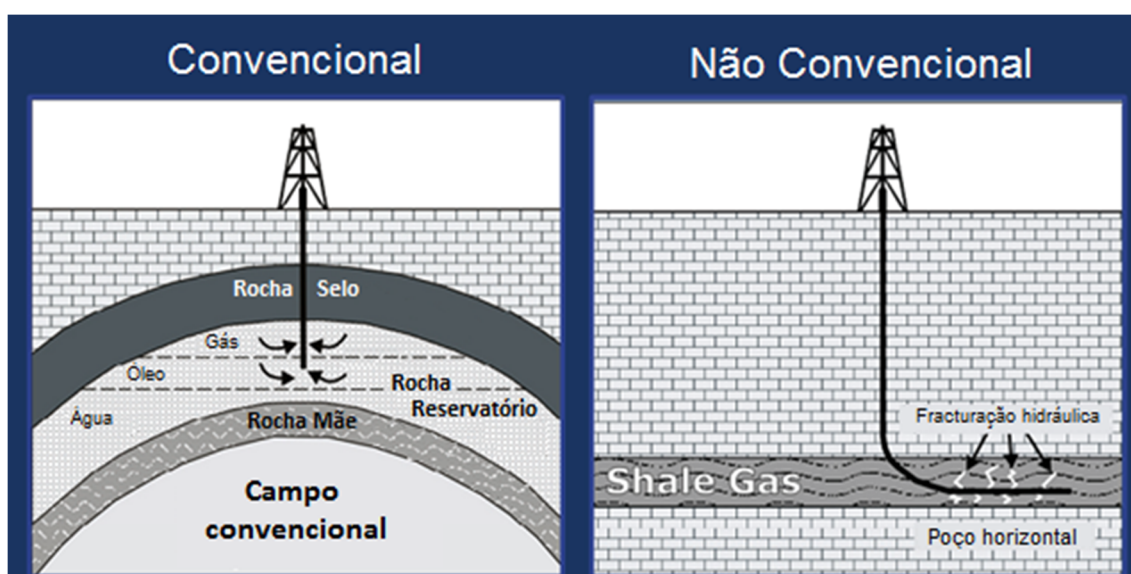 Convencional
Rocha Selo
Gás
Óleo
Rocha
Reservatório
Água
Rocha Mãe
Campo
convencional
Não Convencional
Fracturação hidráulica
Shale Gas
Poço horizontal